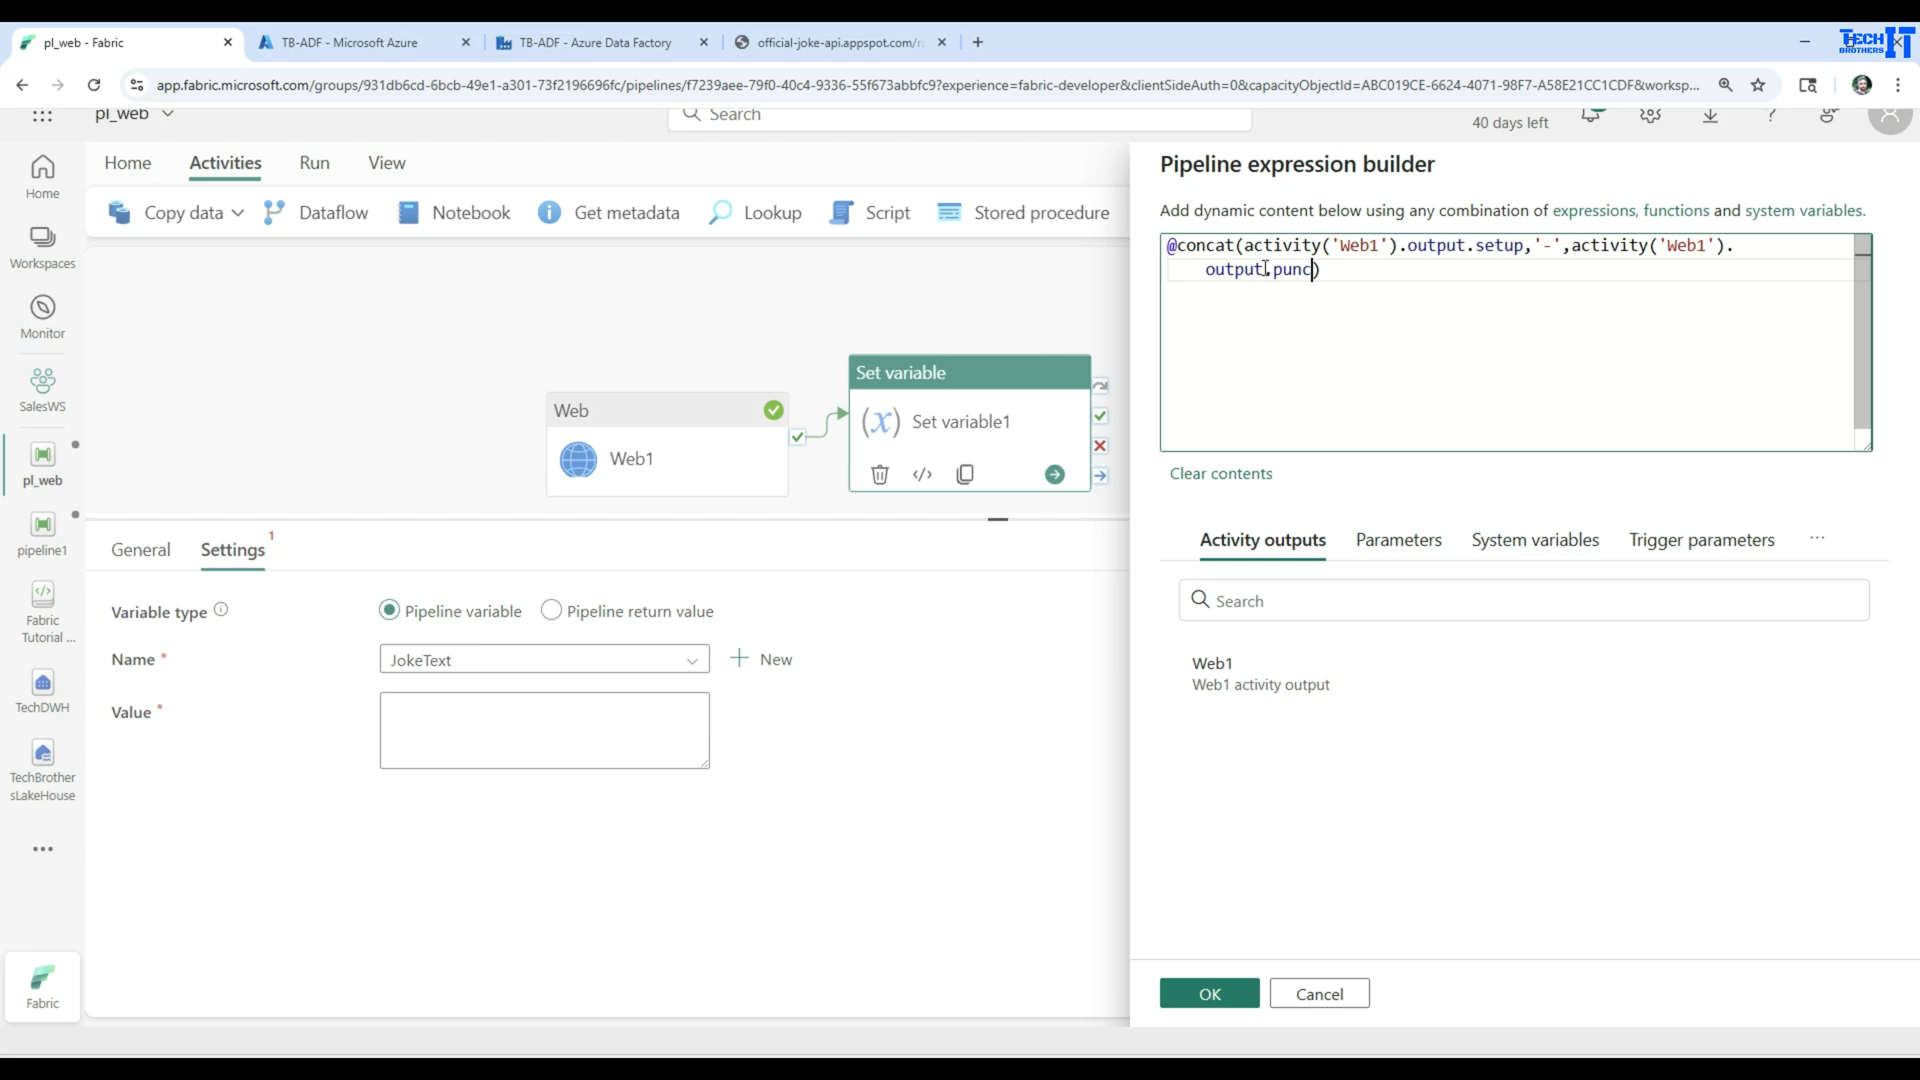 pl_web - Fabric
TB-ADF - Microsoft Azure
TB-ADF - Azure Data Factory
official-joke-api.appspot.com/
TECH IT
BROTHERS
app.fabric.microsoft.com/groups/931db6cd-6bcb-49e1-a301-73f2196696fc/pipelines/f7239aee-79f0-40c4-9336-55f673abbfc9?experience=fabric-developer&clientSideAuth=0&capacityObjectId=ABC019CE-6624-4071-98F7-A58E21CC1CDF&worksp...
pl_web
Search
40 days left
Home
Activities
Run
View
Copy data
Dataflow
Notebook
Get metadata
Lookup
Script
Stored procedure
Home
Workspaces
Monitor
SalesWS
pl_web
pipeline1
Fabric
Tutorial ...
TechDWH
TechBrother
sLakeHouse
Fabric
Web
Web1
Set variable
(x) Set variable1
General
Settings 1
Variable type
Pipeline variable
Pipeline return value
Name *
JokeText
New
Value *
Pipeline expression builder
Add dynamic content below using any combination of expressions, functions and system variables.
@concat(activity('Web1').output.setup,'-',activity('Web1').
output.punc)
Clear contents
Activity outputs
Parameters
System variables
Trigger parameters
...
Search
Web1
Web1 activity output
OK
Cancel